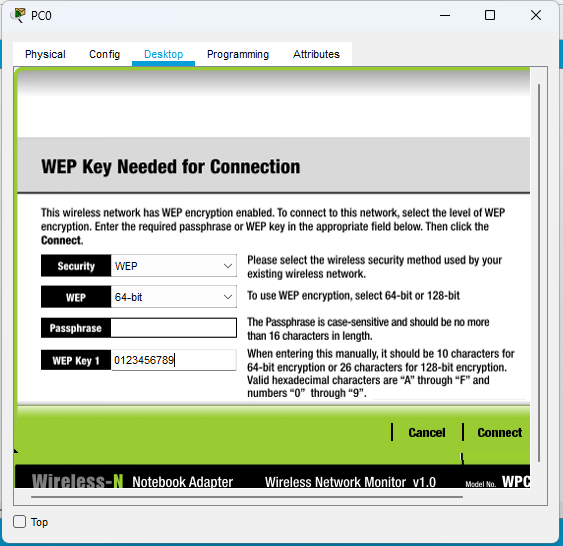 PC0
Physical Config Desktop Programming Attributes
WEP Key Needed for Connection
This wireless network has WEP encryption enabled. To connect to this network, select the level of WEP
encryption. Enter the required passphrase or WEP key in the appropriate field below. Then click the
Connect.
Security WEP
Please select the wireless security method used by your
existing wireless network.
WEP 64-bit
To use WEP encryption, select 64-bit or 128-bit
Passphrase
The Passphrase is case-sensitive and should be no more
than 16 characters in length.
WEP Key 1 0123456789
When entering this manually, it should be 10 characters for
64-bit encryption or 26 characters for 128-bit encryption.
Valid hexadecimal characters are “A” through “F” and
numbers “0” through “9”.
Cancel Connect
Wireless-N Notebook Adapter Wireless Network Monitor v1.0 Model No. WPC
Top